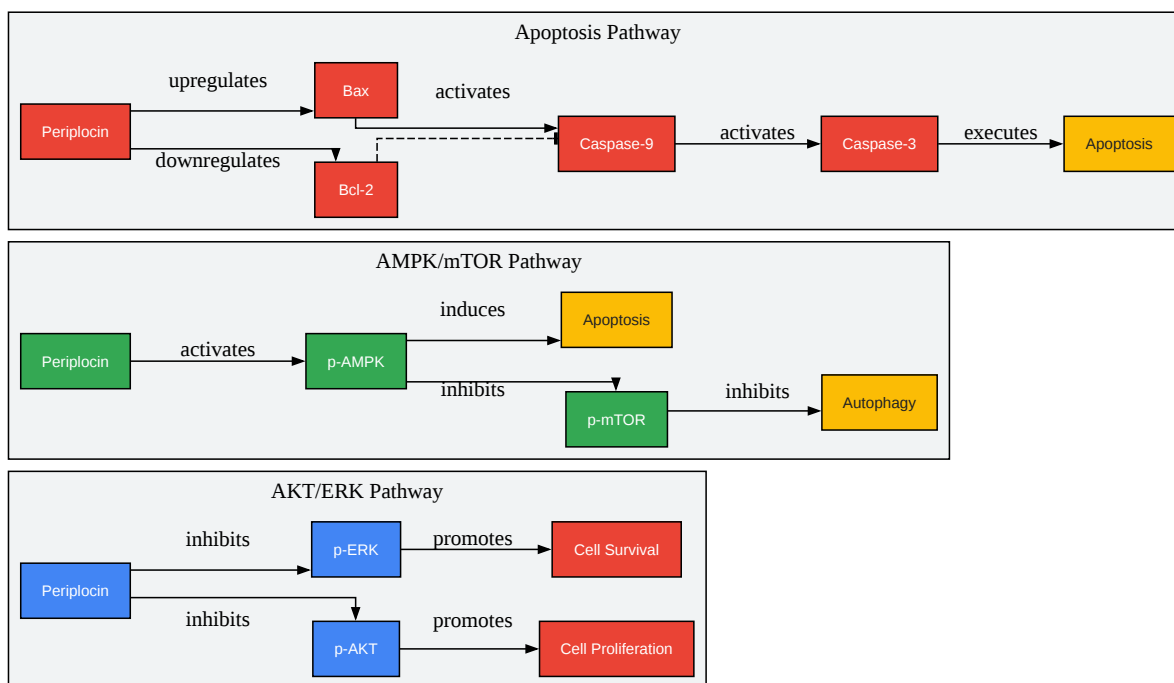 Apoptosis Pathway
upregulates
Bax
activates
Periplocin
downregulates
Bcl-2
Caspase-9
activates
Caspase-3
executes
Apoptosis
AMPK/mTOR Pathway
induces
Apoptosis
Periplocin
activates
p-AMPK
inhibits
p-mTOR
inhibits
Autophagy
AKT/ERK Pathway
inhibits
p-ERK
promotes
Cell Survival
Periplocin
inhibits
p-AKT
promotes
Cell Proliferation